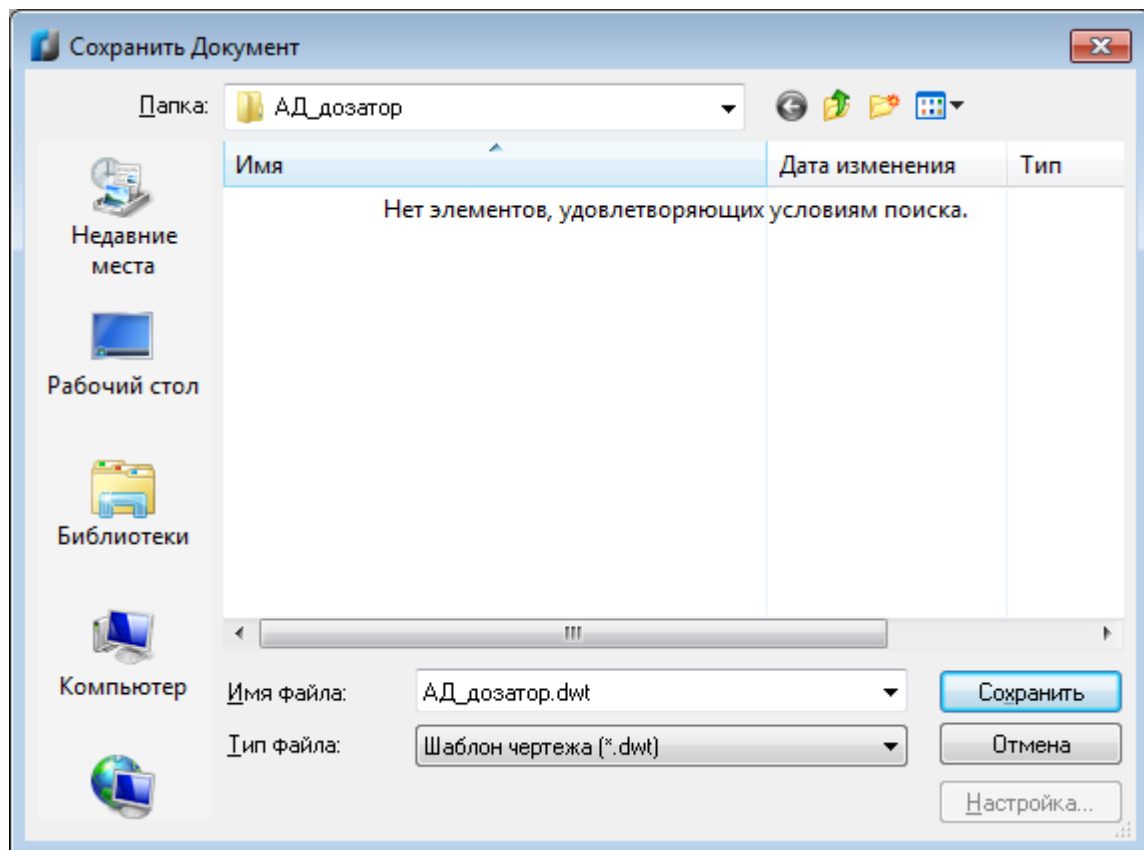 Сохранить Документ
Папка: АД_дозатор
Имя Дата изменения Тип
Нет элементов, удовлетворяющих условиям поиска.
Недавние
места
Рабочий стол
Библиотеки
Компьютер
Имя файла: АД_дозатор.dwt Сохранить
Тип файла: Шаблон чертежа (*.dwt) Отмена
Настройка...